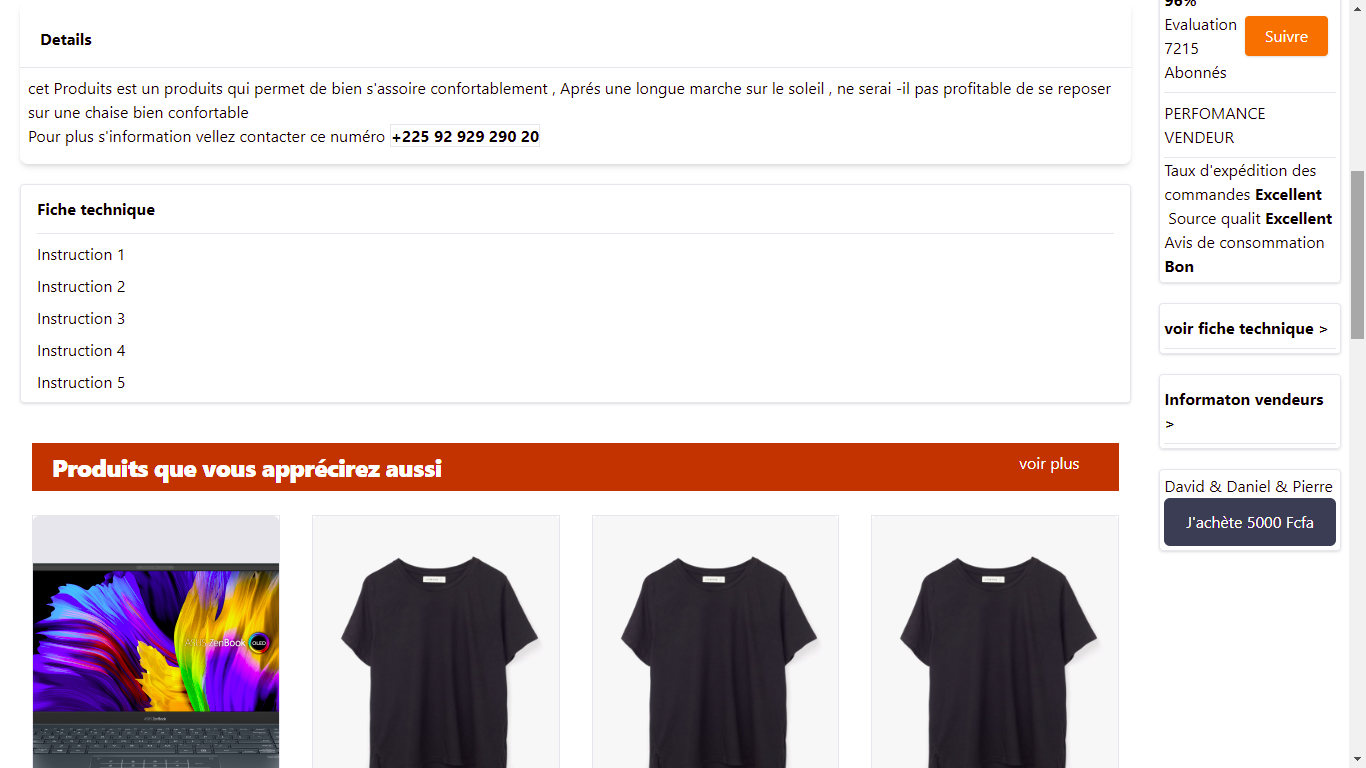 Details
cet Produits est un produits qui permet de bien s'assoire confortablement , Aprés une longue marche sur le soleil , ne serai -il pas profitable de se reposer
sur une chaise bien confortable
Pour plus s'information vellez contacter ce numéro +225 92 929 290 20
Fiche technique
Instruction 1
Instruction 2
Instruction 3
Instruction 4
Instruction 5
Produits que vous apprécirez aussi
voir plus
ASUS ZenBook
OLED
ASUS ZenBook
96%
Evaluation
7215
Abonnés
Suivre
PERFOMANCE
VENDEUR
Taux d'expédition des
commandes Excellent
Source qualit Excellent
Avis de consommation
Bon
voir fiche technique >
Informaton vendeurs
>
David & Daniel & Pierre
J'achète 5000 Fcfa